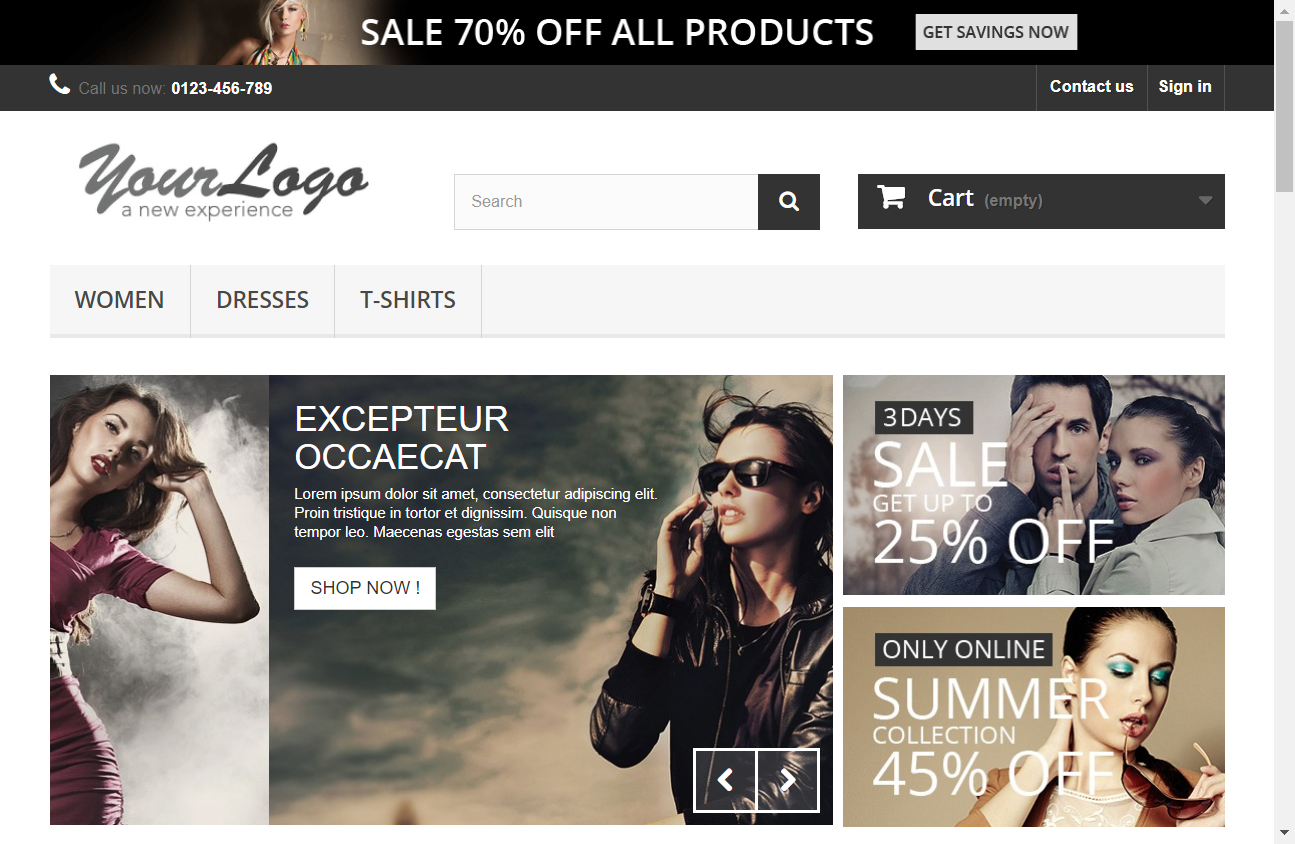 SALE 70% OFF ALL PRODUCTS
GET SAVINGS NOW
Call us now: 0123-456-789
Contact us
Sign in
YourLogo
a new experience
Search
Cart (empty)
WOMEN
DRESSES
T-SHIRTS
EXCEPTEUR
OCCAECAT
Lorem ipsum dolor sit amet, consectetur adipiscing elit.
Proin tristique in tortor et dignissim. Quisque non
tempor leo. Maecenas egestas sem elit
SHOP NOW !
3 DAYS
SALE
GET UP TO
25% OFF
ONLY ONLINE
SUMMER
COLLECTION
45% OFF